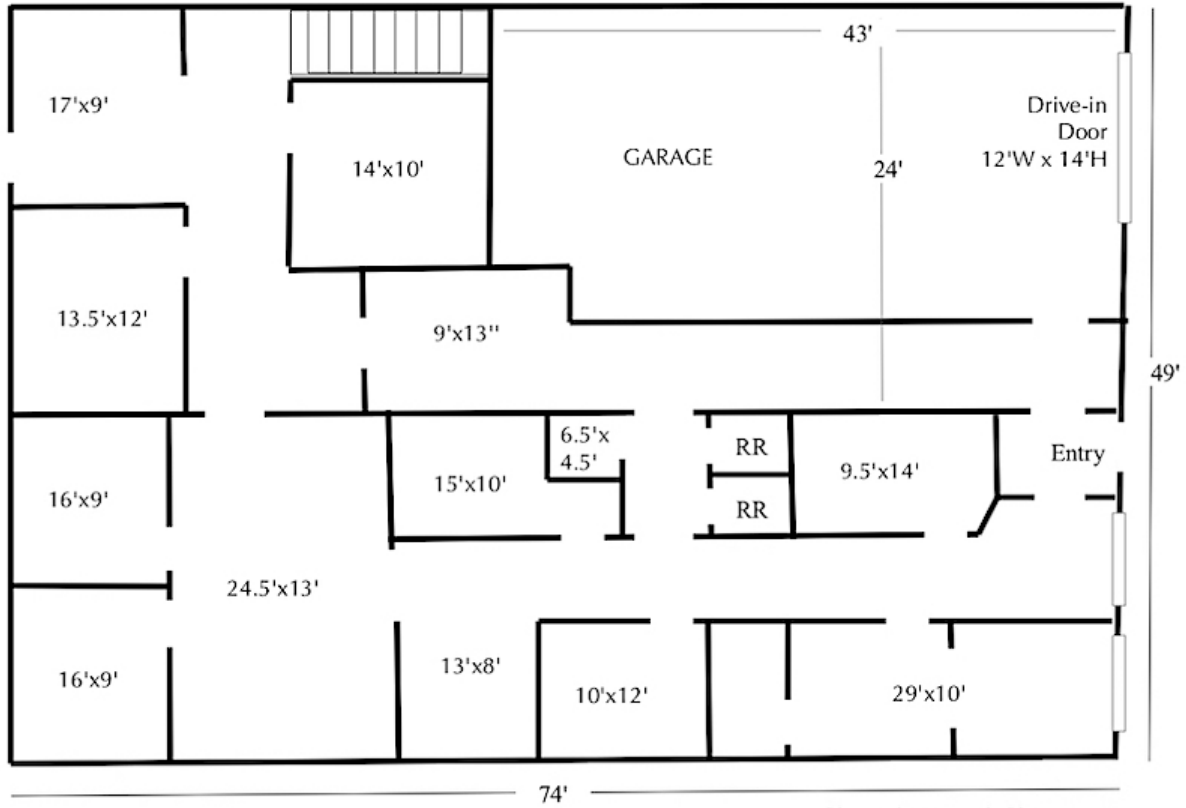 43'
17'x9'
Drive-in
Door
12'W x 14'H
GARAGE
14'x10'
24'
13.5'x12'
9'x13''
49'
6.5'x
4.5'
RR
Entry
9.5'x14'
15'x10'
16'x9'
RR
24.5'x13'
13'x8'
16'x9'
10'x12'
29'x10'
74'